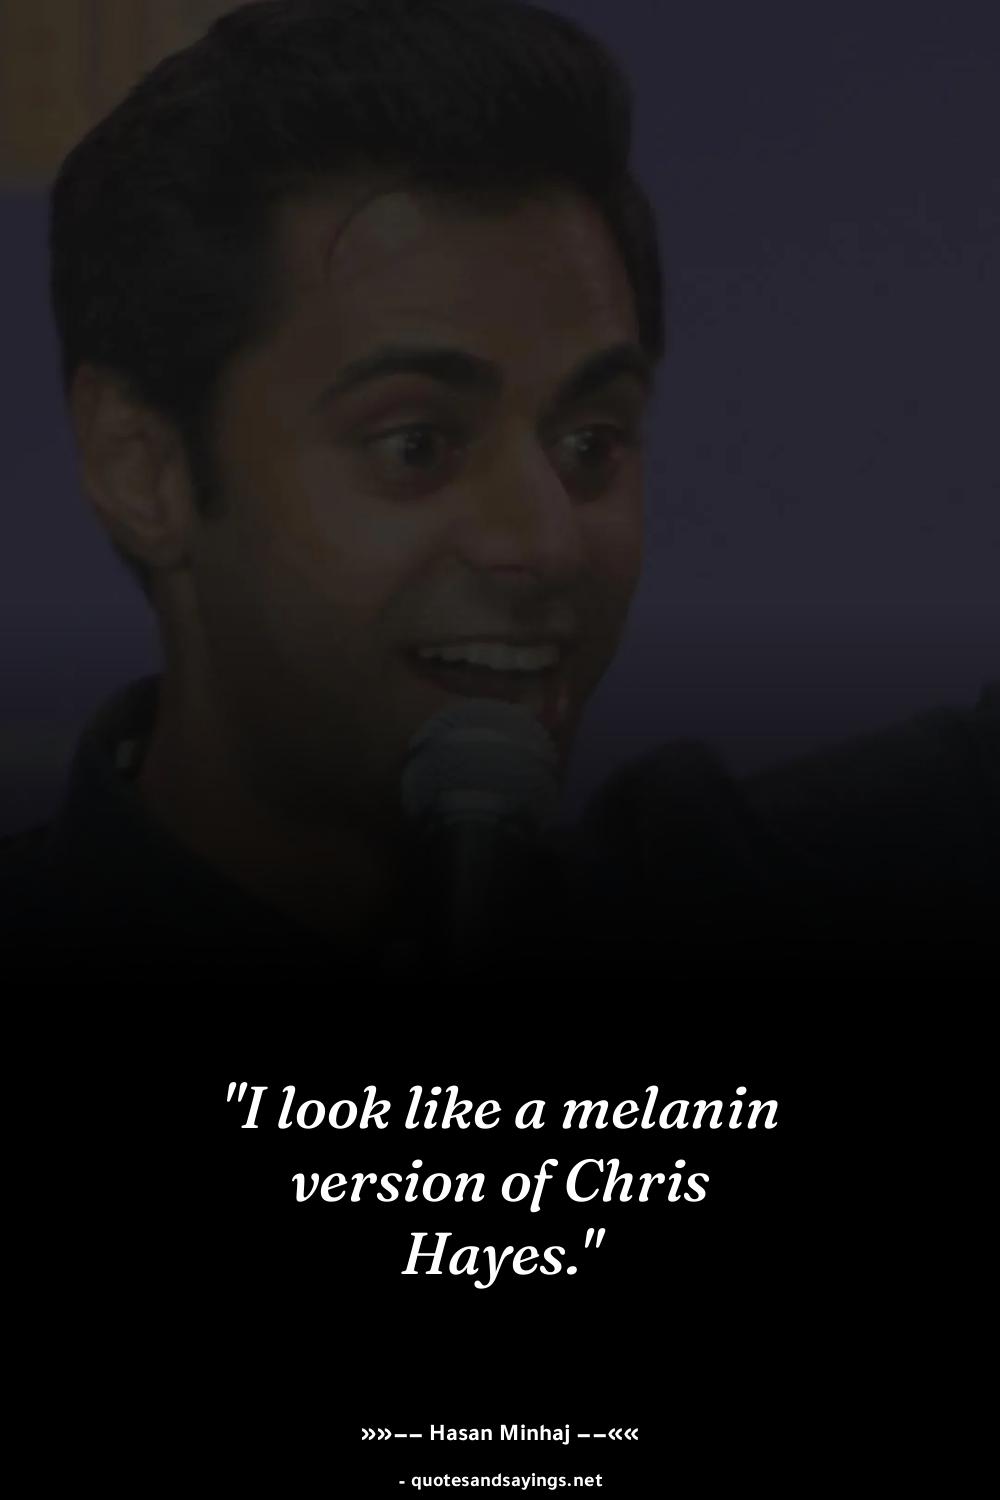 "I look like a melanin
version of Chris
Hayes."
»»−− Hasan Minhaj −−««
- quotesandsayings.net